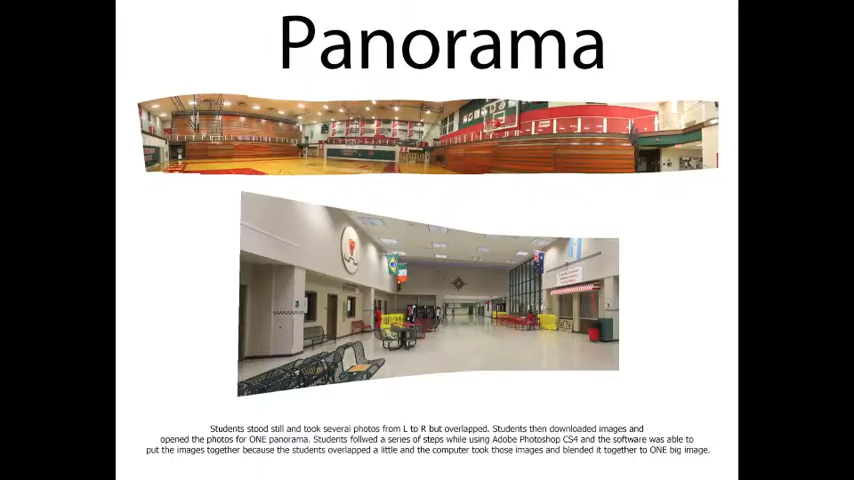 Panorama
Students stood still and took several photos from L to R but overlapped. Students then downloaded images and
opened the photos for ONE panorama. Students follwed a series of steps while using Adobe Photoshop CS4 and the software was able to
put the images together because the students overlapped a little and the computer took those images and blended it together to ONE big image.